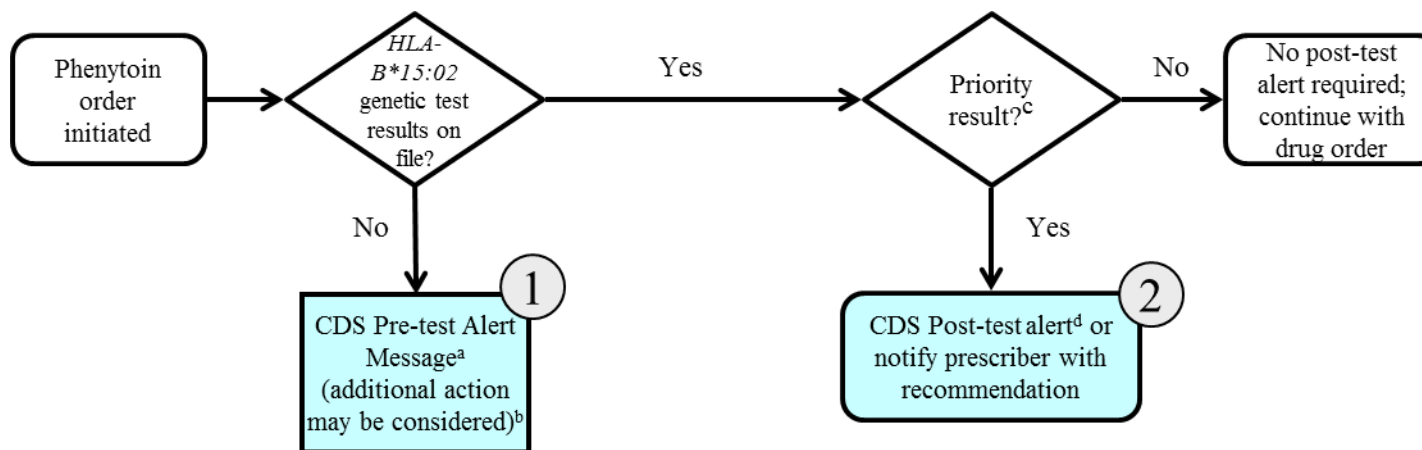 Phenytoin
order
initiated
HLA-
B*15:02
genetic test
results on
file?
Yes
Priority
result?c
No
No post-test
alert required;
continue with
drug order
No
Yes
1
CDS Pre-test Alert
Messagea
(additional action
may be considered)b
2
CDS Post-test alertd or
notify prescriber with
recommendation